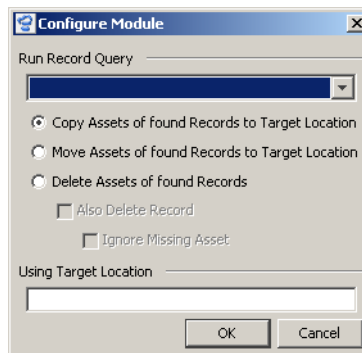 Configure Module
Run Record Query
Copy Assets of found Records to Target Location
Move Assets of found Records to Target Location
Delete Assets of found Records
Also Delete Record
Ignore Missing Asset
Using Target Location
OK Cancel